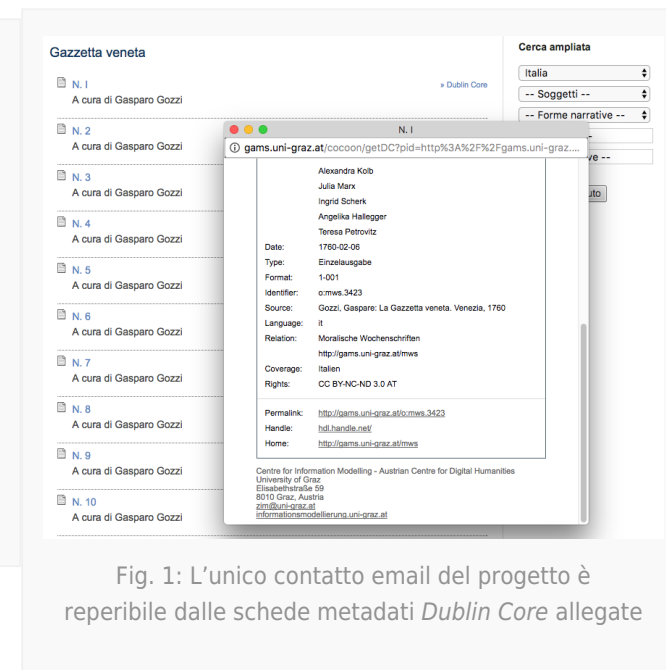 Gazzetta veneta
N. I
» Dublin Core
A cura di Gasparo Gozzi
N. 2
A cura di Gasparo Gozzi
N. 3
A cura di Gasparo Gozzi
N. 4
A cura di Gasparo Gozzi
N. 5
A cura di Gasparo Gozzi
N. 6
A cura di Gasparo Gozzi
N. 7
A cura di Gasparo Gozzi
N. 8
A cura di Gasparo Gozzi
N. 9
A cura di Gasparo Gozzi
N. 10
A cura di Gasparo Gozzi
Cerca ampliata
Italia
-- Soggetti --
-- Forme narrative --
N. I
gams.uni-graz.at/cocoon/getDC?pid=http%3A%2F%2Fgams.uni-graz....
Alexandra Kolb
Julia Marx
Ingrid Scherk
Angelika Hallegger
Teresa Petrovitz
Date: 1760-02-06
Type: Einzelausgabe
Format: 1-001
Identifier: o:mws.3423
Source: Gozzi, Gaspare: La Gazzetta veneta. Venezia, 1760
Language: it
Relation: Moralische Wochenschriften
http://gams.uni-graz.at/mws
Coverage: Italien
Rights: CC BY-NC-ND 3.0 AT
Permalink: http://gams.uni-graz.at/o:mws.3423
Handle: hdl.handle.net/
Home: http://gams.uni-graz.at/mws
Centre for Information Modelling - Austrian Centre for Digital Humanities
University of Graz
Elisabethstraße 59
8010 Graz, Austria
zim@uni-graz.at
informationsmodellierung.uni-graz.at
Fig. 1: L’unico contatto email del progetto è
reperibile dalle schede metadati Dublin Core allegate